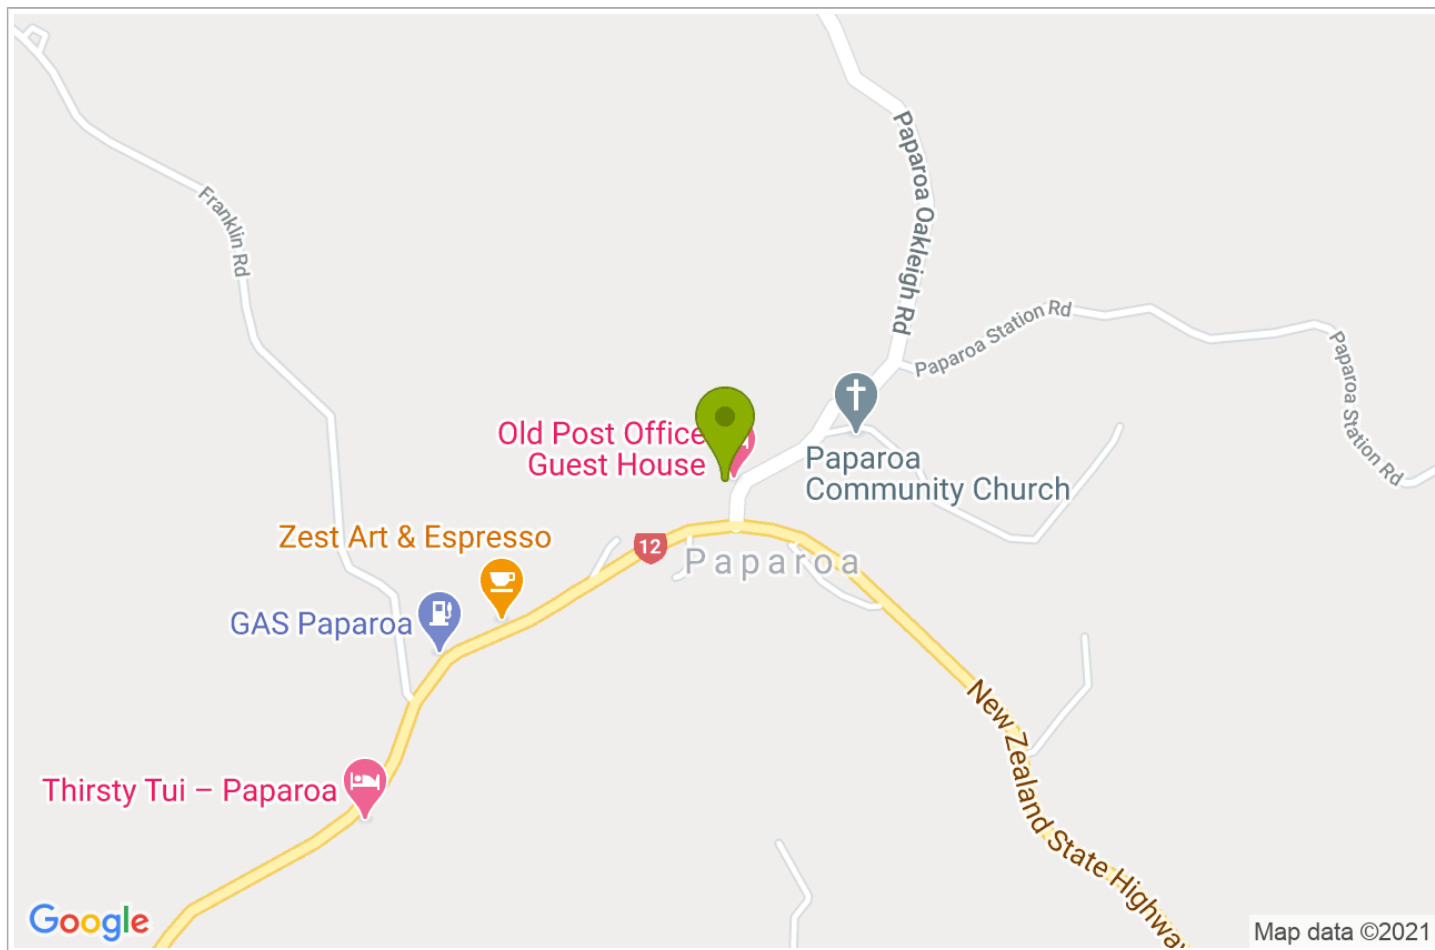 Paparoa Oakleigh Rd
Franklin Rd
Paparoa Station Rd
Paparoa Station Rd
Old Post Office
Guest House
Paparoa
Community Church
Zest Art & Espresso
12
Paparoa
GAS Paparoa
New Zealand State Highway
Thirsty Tui – Paparoa
Google
Map data ©2021